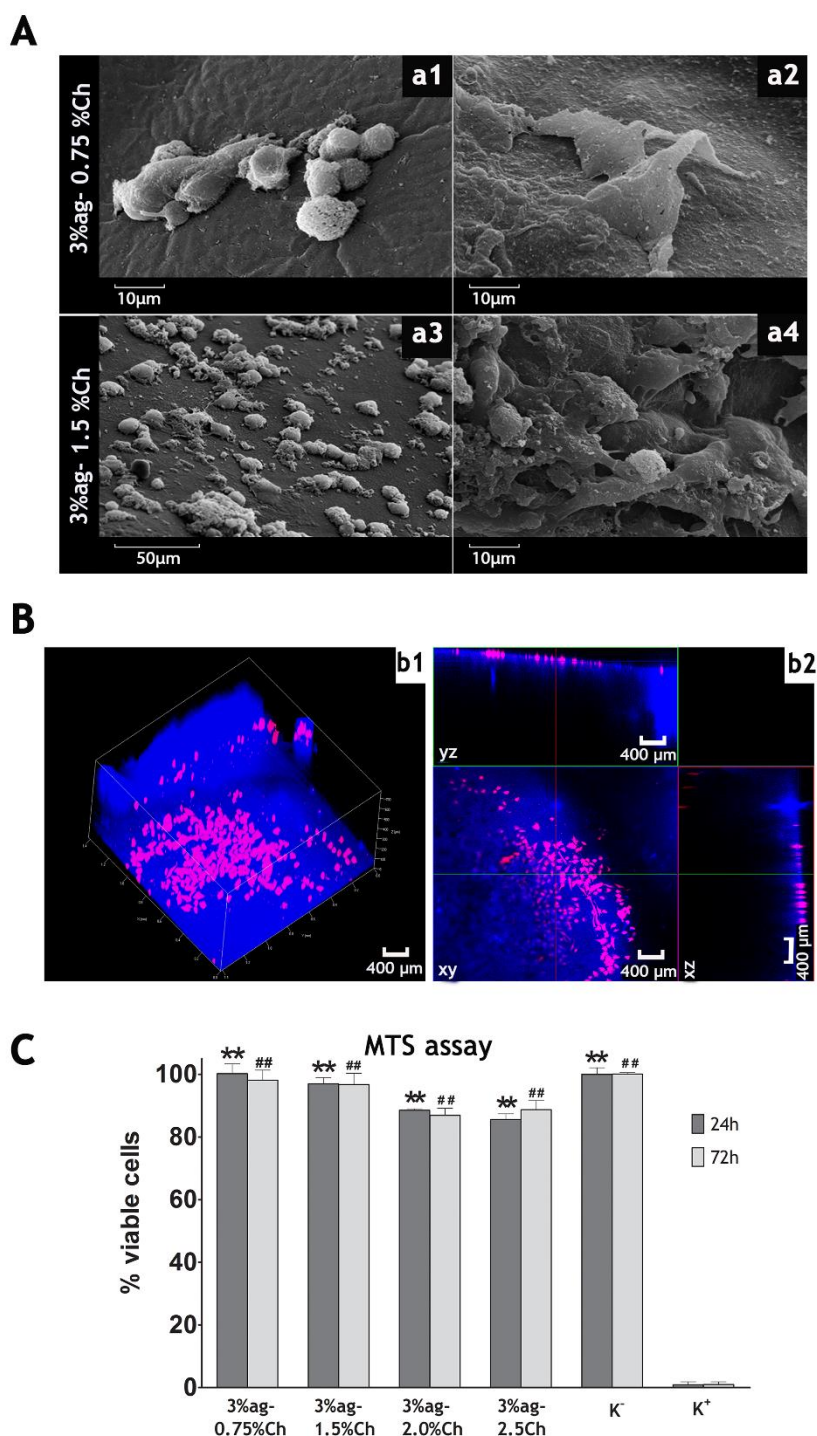 A
3%ag- 0.75 %Ch
a1
a2
10µm
10µm
3%ag- 1.5 %Ch
a3
a4
50µm
10µm
B
b1
b2
yz
400 µm
400 µm
xy
400 µm
xz
400 µm
C
MTS assay
% viable cells
100
80
60
40
20
0
** ## ** ## ** ## ** ## ** ##
24h
72h
3%ag-0.75%Ch
3%ag-1.5%Ch
3%ag-2.0%Ch
3%ag-2.5Ch
K-
K+